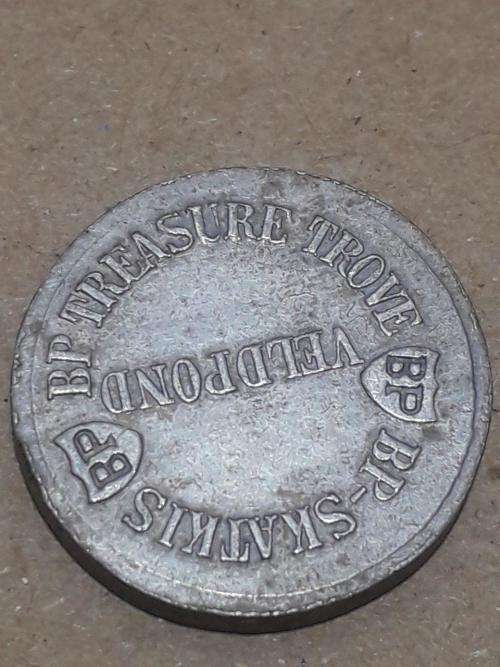 BP TREASURE TROVE
BP
BP-SKATKIS
BP
VELDPOND